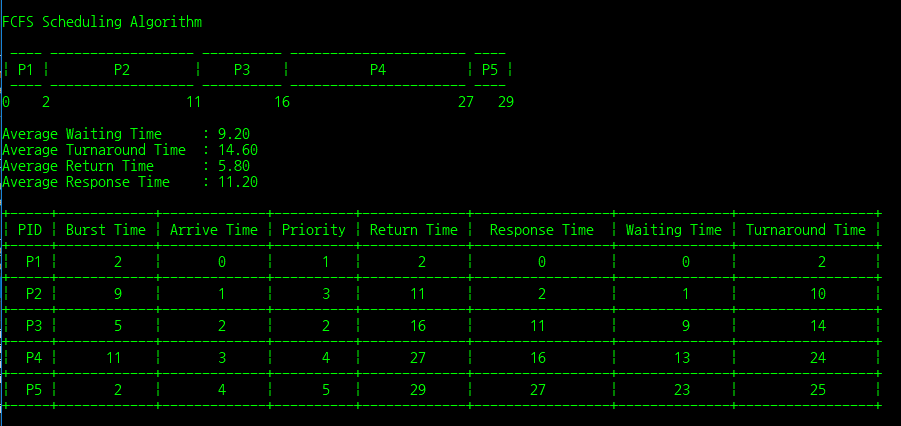 FCFS Scheduling Algorithm
 ---- ------------------ ---------- ---------------------- ----
¦ P1 ¦        P2        ¦    P3    ¦          P4          ¦ P5 ¦
 ---- ------------------ ---------- ---------------------- ----
0    2                 11         16                     27   29
Average Waiting Time     : 9.20
Average Turnaround Time  : 14.60
Average Return Time      : 5.80
Average Response Time    : 11.20
+-----+------------+-------------+----------+-------------+-----------------+--------------+-----------------+
¦ PID ¦ Burst Time ¦ Arrive Time ¦ Priority ¦ Return Time ¦  Response Time  ¦ Waiting Time ¦ Turnaround Time ¦
+-----+------------+-------------+----------+-------------+-----------------+--------------+-----------------+
¦  P1 ¦       2    ¦      0      ¦     1    ¦      2      ¦        0        ¦       0      ¦         2       ¦
+-----+------------+-------------+----------+-------------+-----------------+--------------+-----------------+
¦  P2 ¦       9    ¦      1      ¦     3    ¦     11      ¦        2        ¦       1      ¦        10       ¦
+-----+------------+-------------+----------+-------------+-----------------+--------------+-----------------+
¦  P3 ¦       5    ¦      2      ¦     2    ¦     16      ¦       11        ¦       9      ¦        14       ¦
+-----+------------+-------------+----------+-------------+-----------------+--------------+-----------------+
¦  P4 ¦      11    ¦      3      ¦     4    ¦     27      ¦       16        ¦      13      ¦        24       ¦
+-----+------------+-------------+----------+-------------+-----------------+--------------+-----------------+
¦  P5 ¦       2    ¦      4      ¦     5    ¦     29      ¦       27        ¦      23      ¦        25       ¦
+-----+------------+-------------+----------+-------------+-----------------+--------------+-----------------+